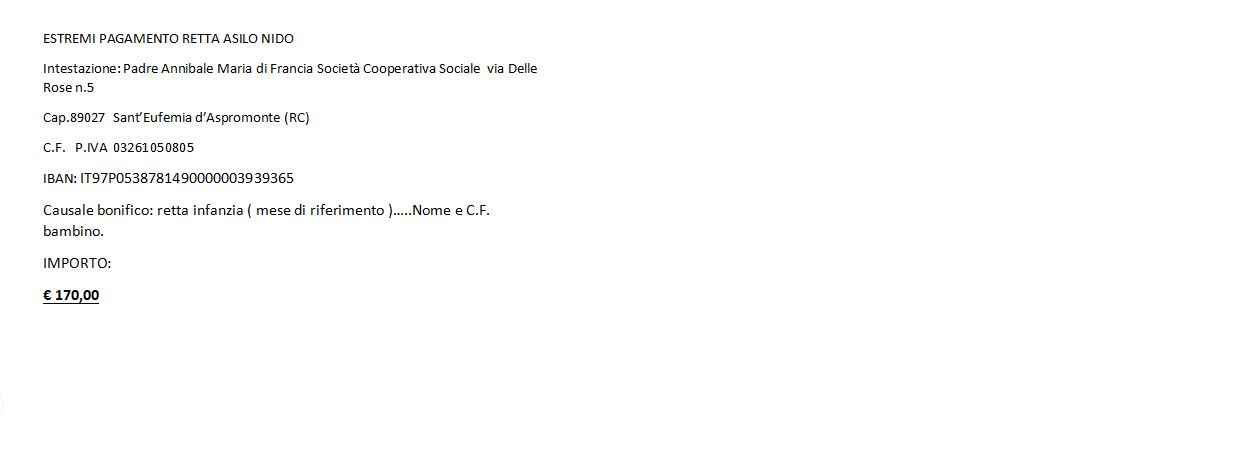 ESTREMI PAGAMENTO RETTA ASILO NIDO
Intestazione: Padre Annibale Maria di Francia Società Cooperativa Sociale via Delle
Rose n.5
Cap.89027 Sant'Eufemia d'Aspromonte (RC)
C.F. P.IVA 03261050805
IBAN: IT97P0538781490000003939365
Causale bonifico: retta infanzia ( mese di riferimento ).....Nome e C.F.
bambino.
IMPORTO:
€ 170,00